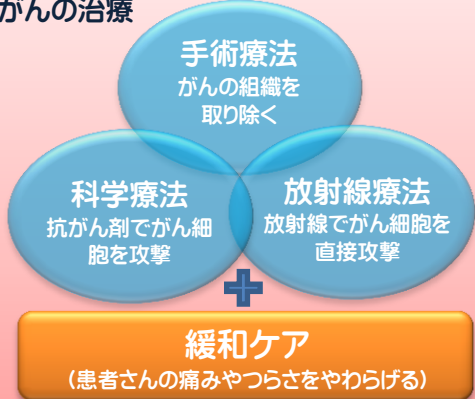 がんの治療
手術療法
がんの組織を
取り除く
科学療法
抗がん剤でがん細
胞を攻撃
放射線療法
放射線でがん細胞を
直接攻撃
緩和ケア
（患者さんの痛みやつらさをやわらげる）